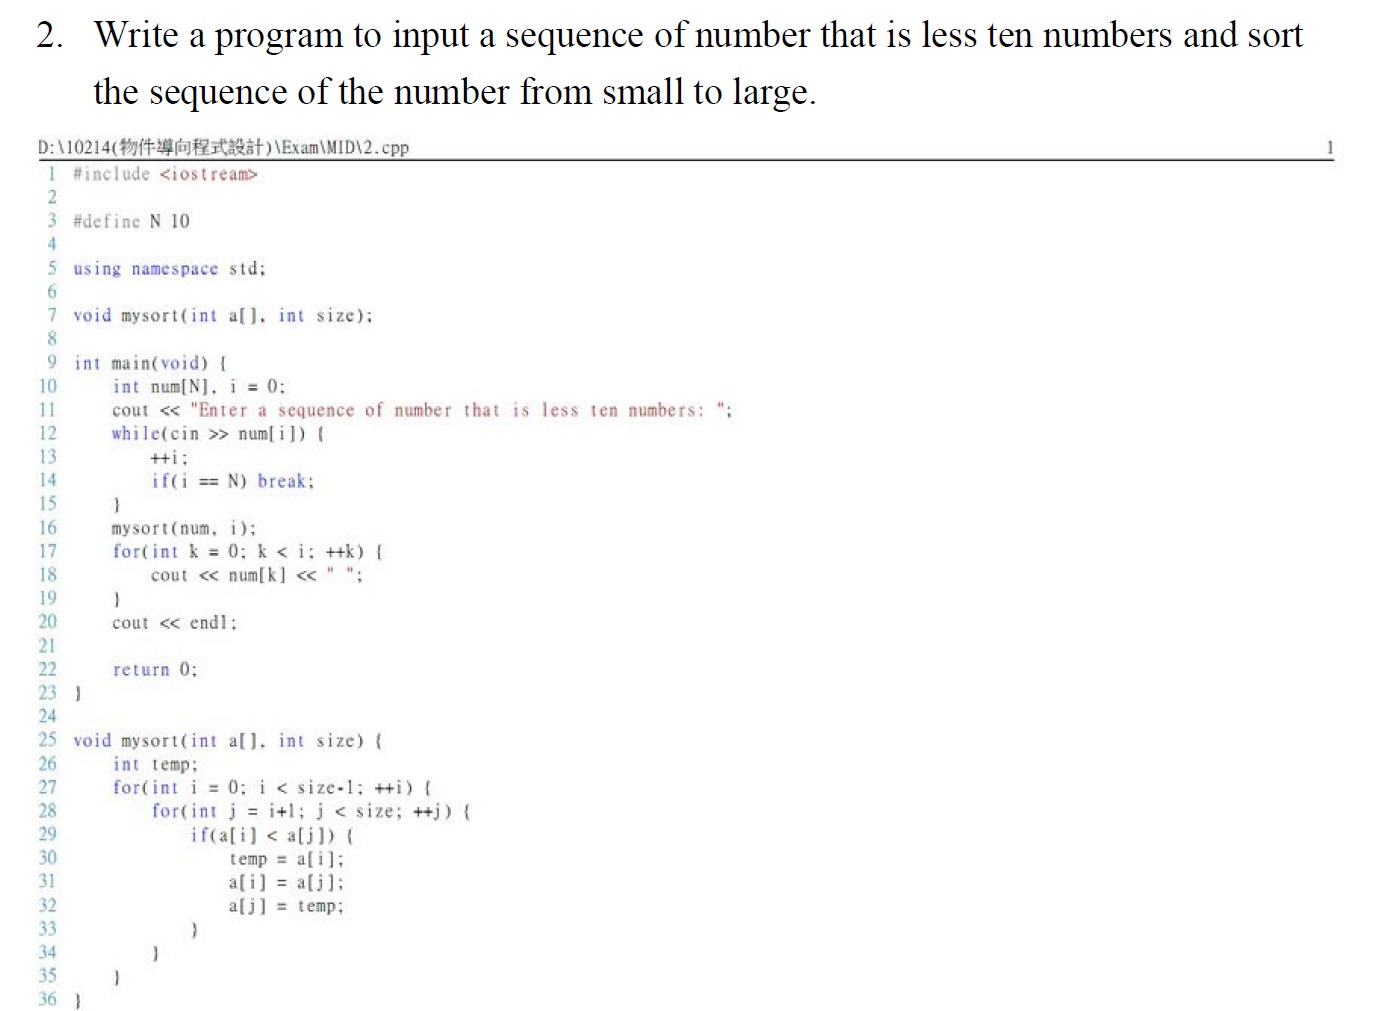 2. Write a program to input a sequence of number that is less ten numbers and sort
the sequence of the number from small to large.
D:\10214(物件導向程式設計)\Exam\MID\2.cpp 1
1 #include <iostream>
2
3 #define N 10
4
5 using namespace std;
6
7 void mysort(int a[], int size);
8
9 int main(void) {
10     int num[N], i = 0;
11     cout << "Enter a sequence of number that is less ten numbers: ";
12     while(cin >> num[i]) {
13         ++i;
14         if(i == N) break;
15     }
16     mysort(num, i);
17     for(int k = 0; k < i; ++k) {
18         cout << num[k] << " ";
19     }
20     cout << endl;
21
22     return 0;
23 }
24
25 void mysort(int a[], int size) {
26     int temp;
27     for(int i = 0; i < size-1; ++i) {
28         for(int j = i+1; j < size; ++j) {
29             if(a[i] < a[j]) {
30                 temp = a[i];
31                 a[i] = a[j];
32                 a[j] = temp;
33             }
34         }
35     }
36 }